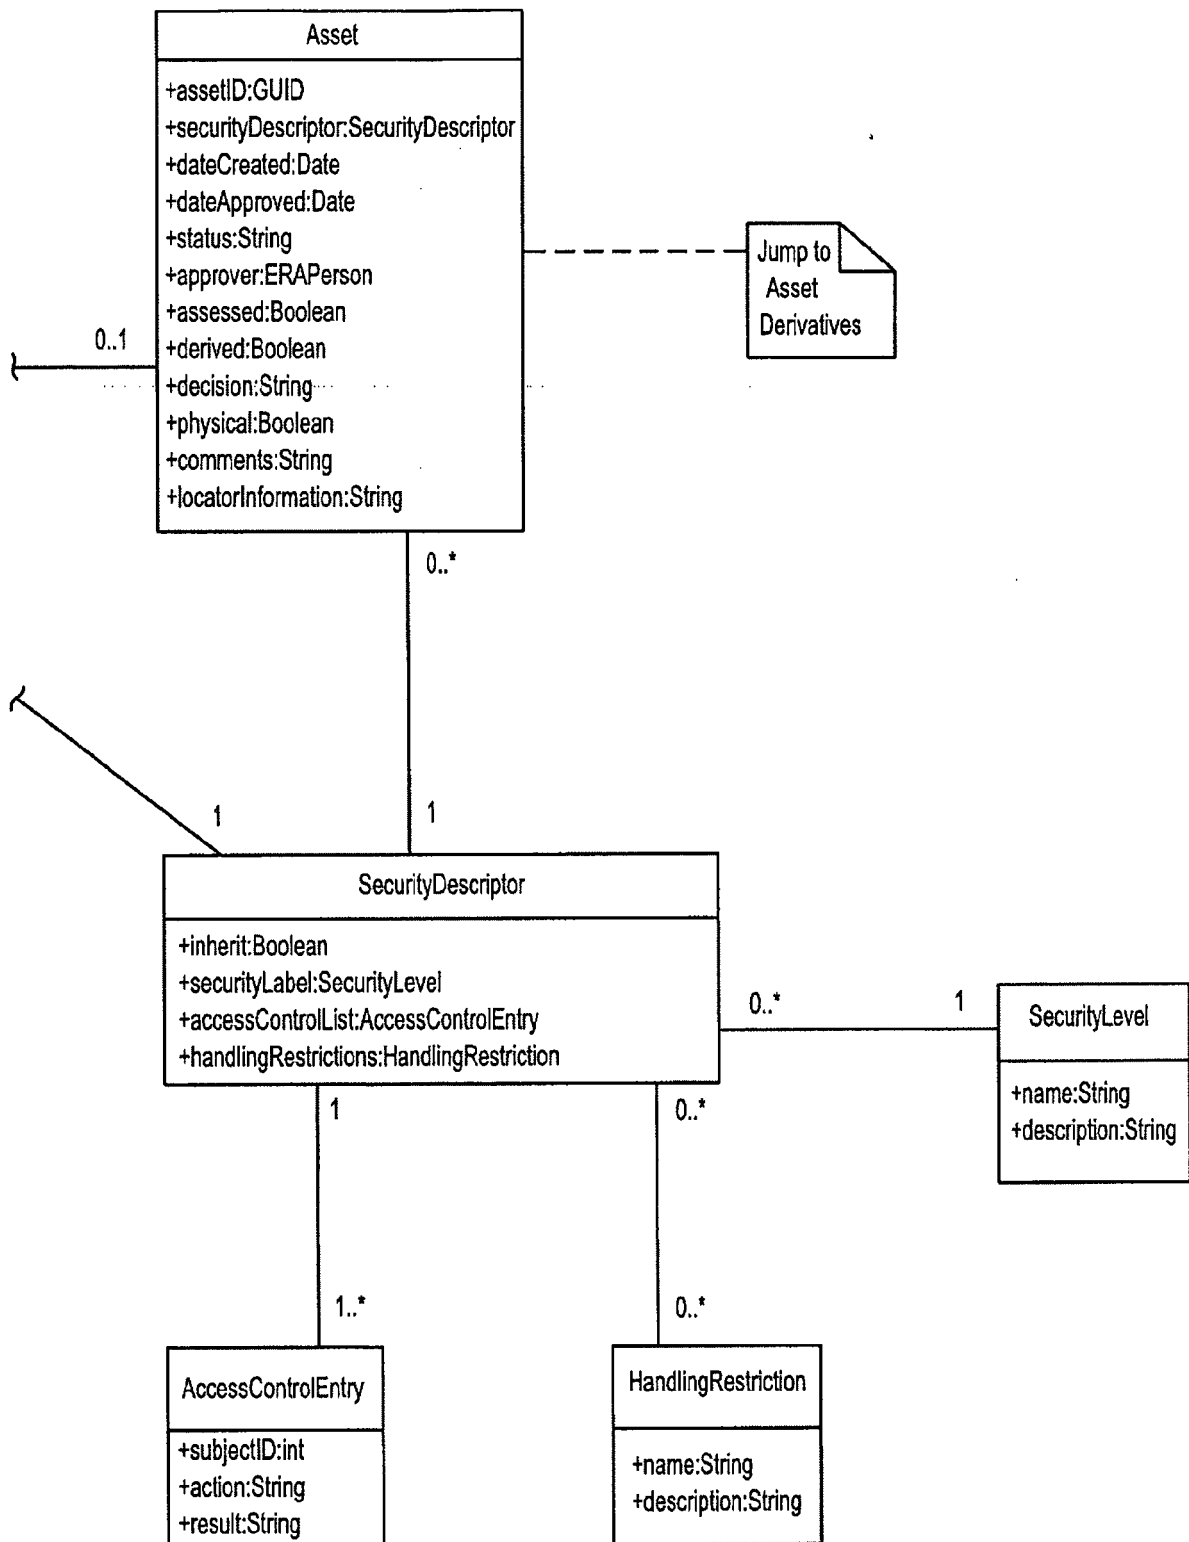 Asset
+assetID:GUID
+securityDescriptor:SecurityDescriptor
+dateCreated:Date
+dateApproved:Date
+status:String
+approver:ERAPerson
+assessed:Boolean
+derived:Boolean
+decision:String
+physical:Boolean
+comments:String
+locatorInformation:String
Jump to
Asset
Derivatives
0..1
0..*
1
1
SecurityDescriptor
+inherit:Boolean
+securityLabel:SecurityLevel
+accessControlList:AccessControlEntry
+handlingRestrictions:HandlingRestriction
0..*
1
SecurityLevel
+name:String
+description:String
1
0..*
1..*
0..*
AccessControlEntry
+subjectID:int
+action:String
+result:String
HandlingRestriction
+name:String
+description:String